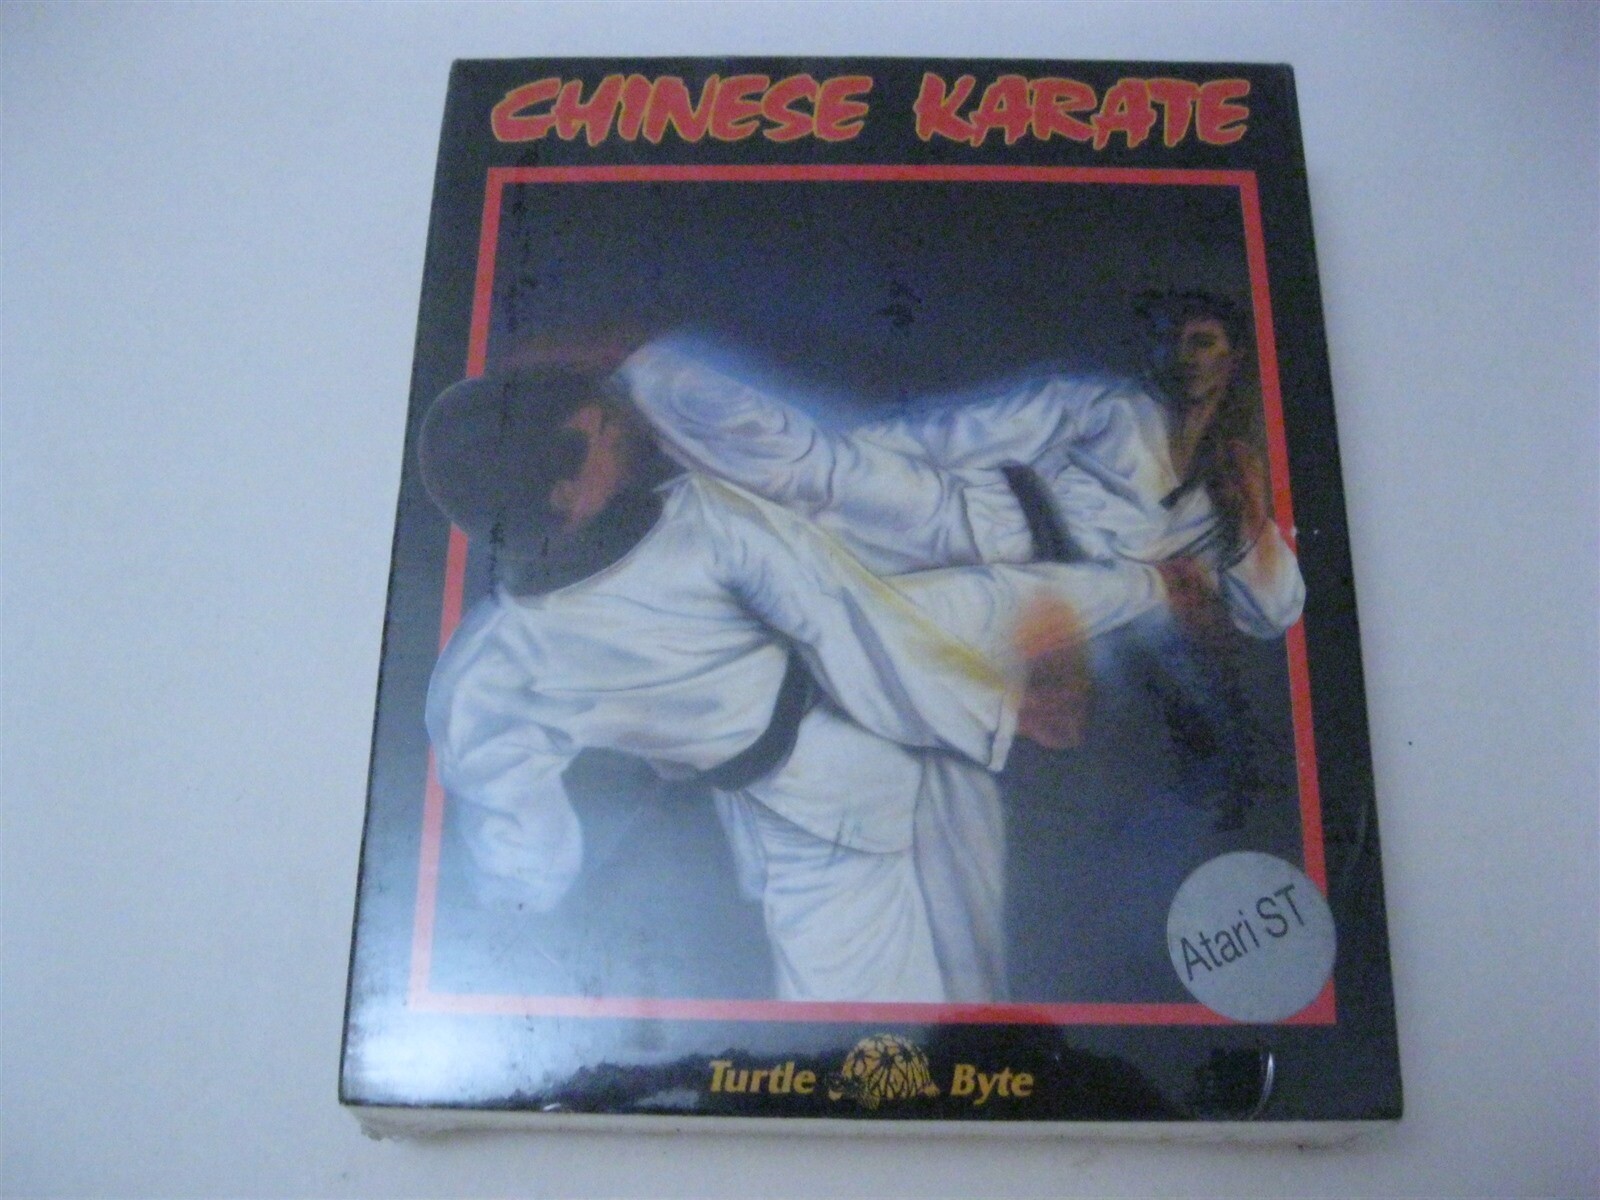 CHINESE KARATE
Atari ST
Turtle Byte